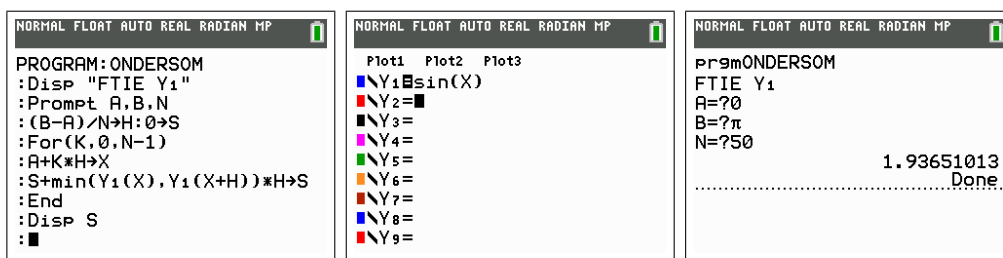 NORMAL FLOAT AUTO REAL RADIAN MP
PROGRAM:ONDERSOM
:Disp "FTIE Y₁"
:Prompt A,B,N
:(B-A)/N→H:0→S
:For(K,0,N-1)
:A+K*H→X
:S+min(Y₁(X),Y₁(X+H))*H→S
:End
:Disp S
:
NORMAL FLOAT AUTO REAL RADIAN MP
Plot1 Plot2 Plot3
\Y₁=sin(X)
\Y₂=
\Y₃=
\Y₄=
\Y₅=
\Y₆=
\Y₇=
\Y₈=
\Y₉=
NORMAL FLOAT AUTO REAL RADIAN MP
prgmONDERSOM
FTIE Y₁
A=?0
B=?π
N=?50
1.93651013
Done